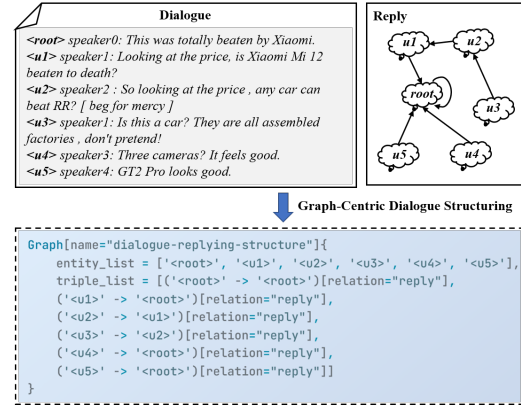 Dialogue
<root> speaker0: This was totally beaten by Xiaomi.
<u1> speaker1: Looking at the price, is Xiaomi Mi 12
beaten to death?
<u2> speaker2 : So looking at the price , any car can
beat RR? [ beg for mercy ]
<u3> speaker1: Is this a car? They are all assembled
factories , don't pretend!
<u4> speaker3: Three cameras? It feels good.
<u5> speaker4: GT2 Pro looks good.
Reply
u1
u2
root
u3
u5
u4
Graph-Centric Dialogue Structuring
Graph[name="dialogue-replying-structure"]{
entity_list = ['<root>', '<u1>', '<u2>', '<u3>', '<u4>', '<u5>'],
triple_list = [('<root>' -> '<root>')[relation="reply"],
('<u1>' -> '<root>')[relation="reply"],
('<u2>' -> '<u1>')[relation="reply"],
('<u3>' -> '<u2>')[relation="reply"],
('<u4>' -> '<root>')[relation="reply"],
('<u5>' -> '<root>')[relation="reply"]]
}